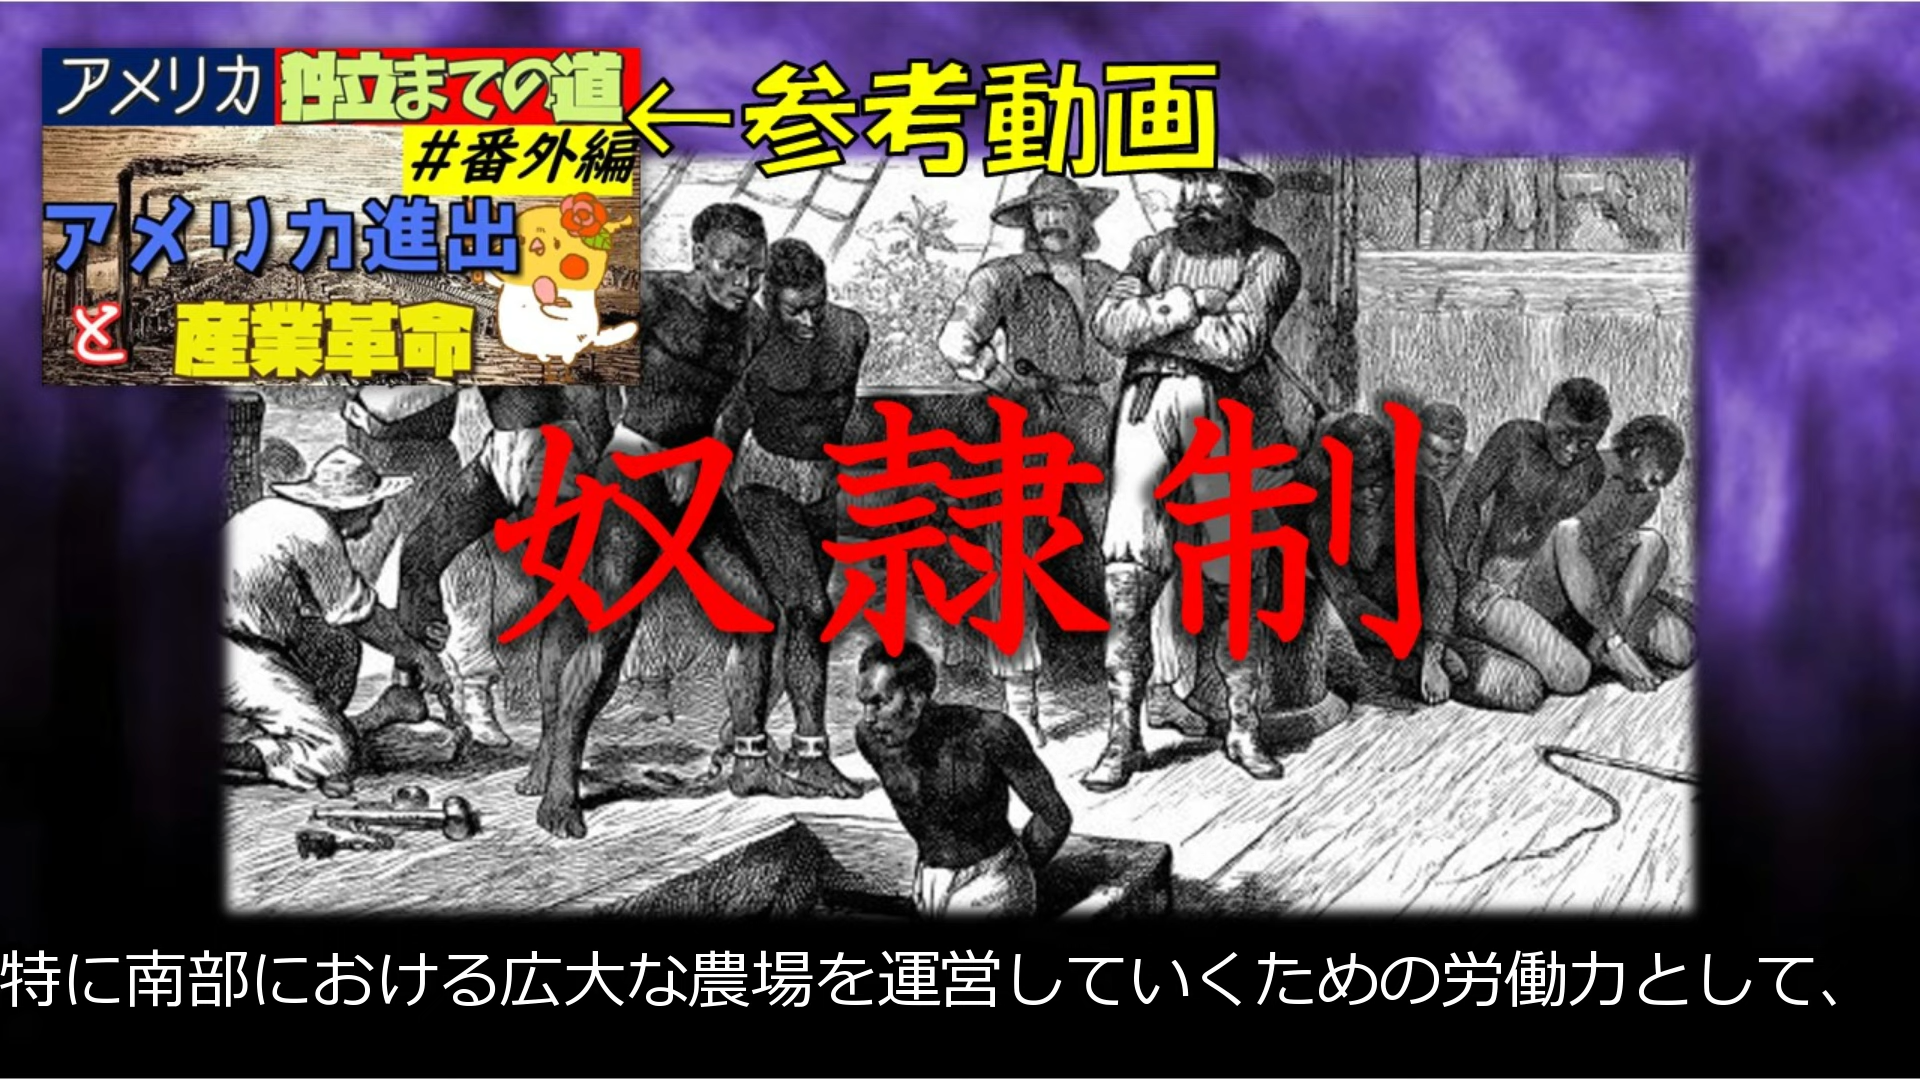 アメリカ 独立までの道
←参考動画
#番外編
アメリカ進出
と 産業革命
奴隷制
特に南部における広大な農場を運営していくための労働力として、